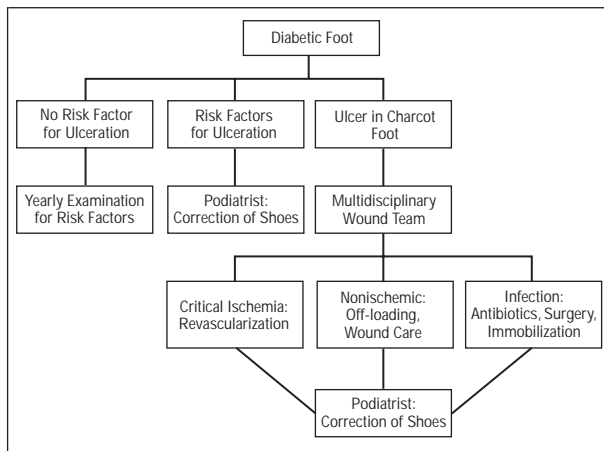 Diabetic Foot
No Risk Factor
for Ulceration
Risk Factors
for Ulceration
Ulcer in Charcot
Foot
Yearly Examination
for Risk Factors
Podiatrist:
Correction of Shoes
Multidisciplinary
Wound Team
Critical Ischemia:
Revascularization
Nonischemic:
Off-loading,
Wound Care
Infection:
Antibiotics, Surgery,
Immobilization
Podiatrist:
Correction of Shoes